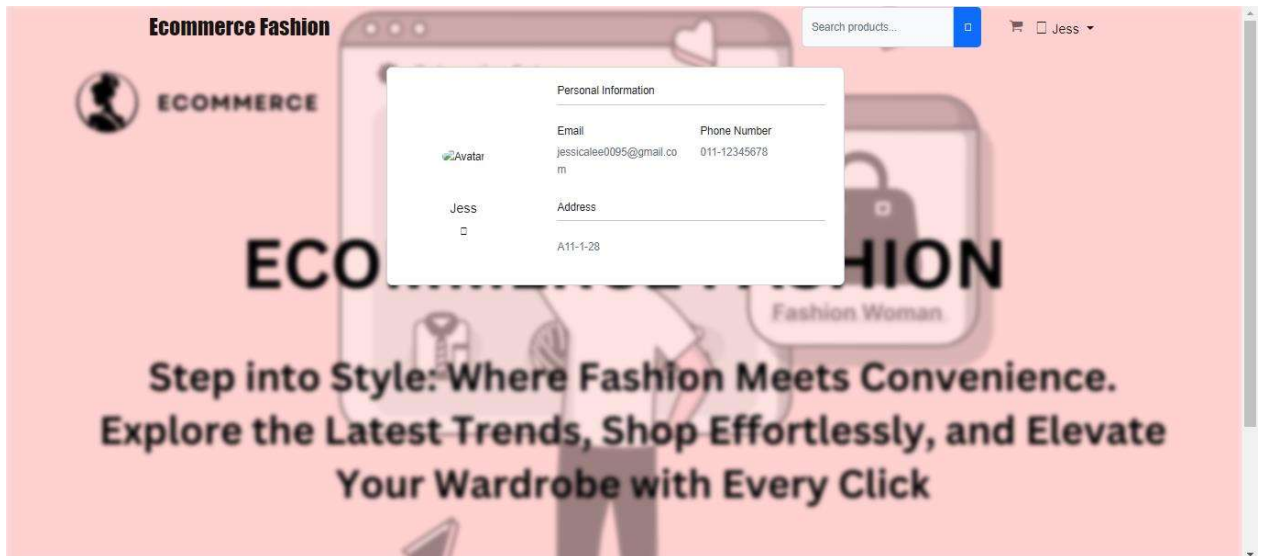 Ecommerce Fashion
Search products...
Jess
ECOMMERCE
Personal Information
Email Phone Number
jessicalee0095@gmail.co 011-12345678
m
Avatar
Jess
Address
A11-1-28
ECO HION
Fashion Woman
Step into Style: Where Fashion Meets Convenience.
Explore the Latest Trends, Shop Effortlessly, and Elevate
Your Wardrobe with Every Click